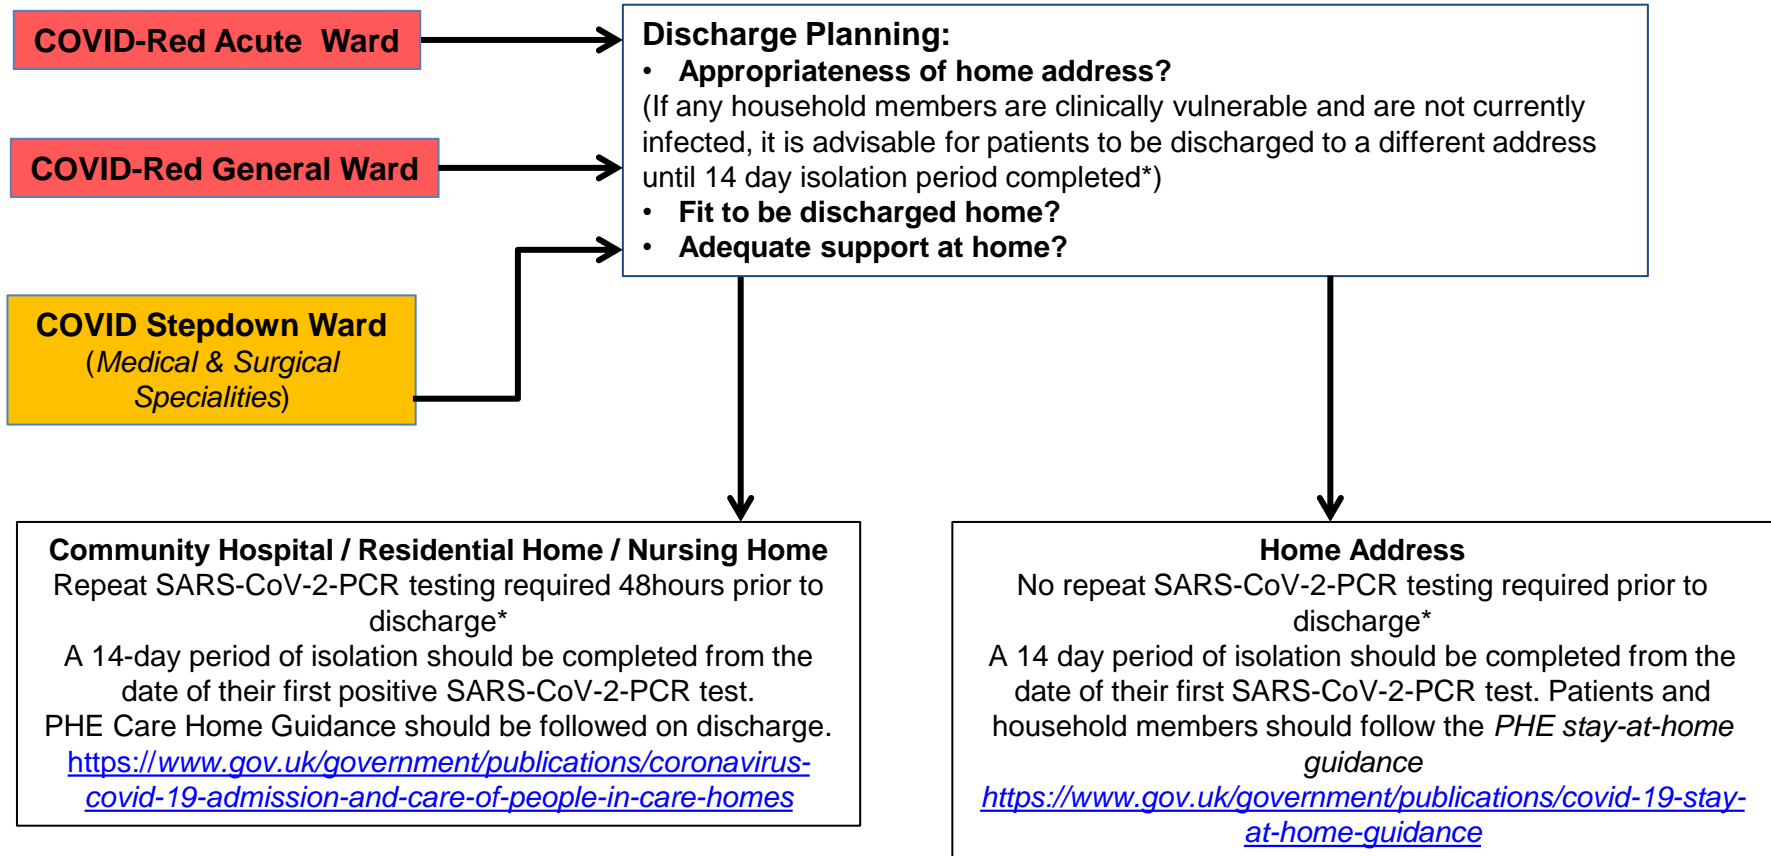 COVID-Red Acute  Ward
COVID-Red General Ward
COVID Stepdown Ward
(Medical & Surgical
Specialities)
Discharge Planning:
• Appropriateness of home address?
(If any household members are clinically vulnerable and are not currently
infected, it is advisable for patients to be discharged to a different address
until 14 day isolation period completed*)
• Fit to be discharged home?
• Adequate support at home?
Community Hospital / Residential Home / Nursing Home
Repeat SARS-CoV-2-PCR testing required 48hours prior to
discharge*
A 14-day period of isolation should be completed from the
date of their first positive SARS-CoV-2-PCR test.
PHE Care Home Guidance should be followed on discharge.
https://www.gov.uk/government/publications/coronavirus-
covid-19-admission-and-care-of-people-in-care-homes
Home Address
No repeat SARS-CoV-2-PCR testing required prior to
discharge*
A 14 day period of isolation should be completed from the
date of their first SARS-CoV-2-PCR test. Patients and
household members should follow the PHE stay-at-home
guidance
https://www.gov.uk/government/publications/covid-19-stay-
at-home-guidance